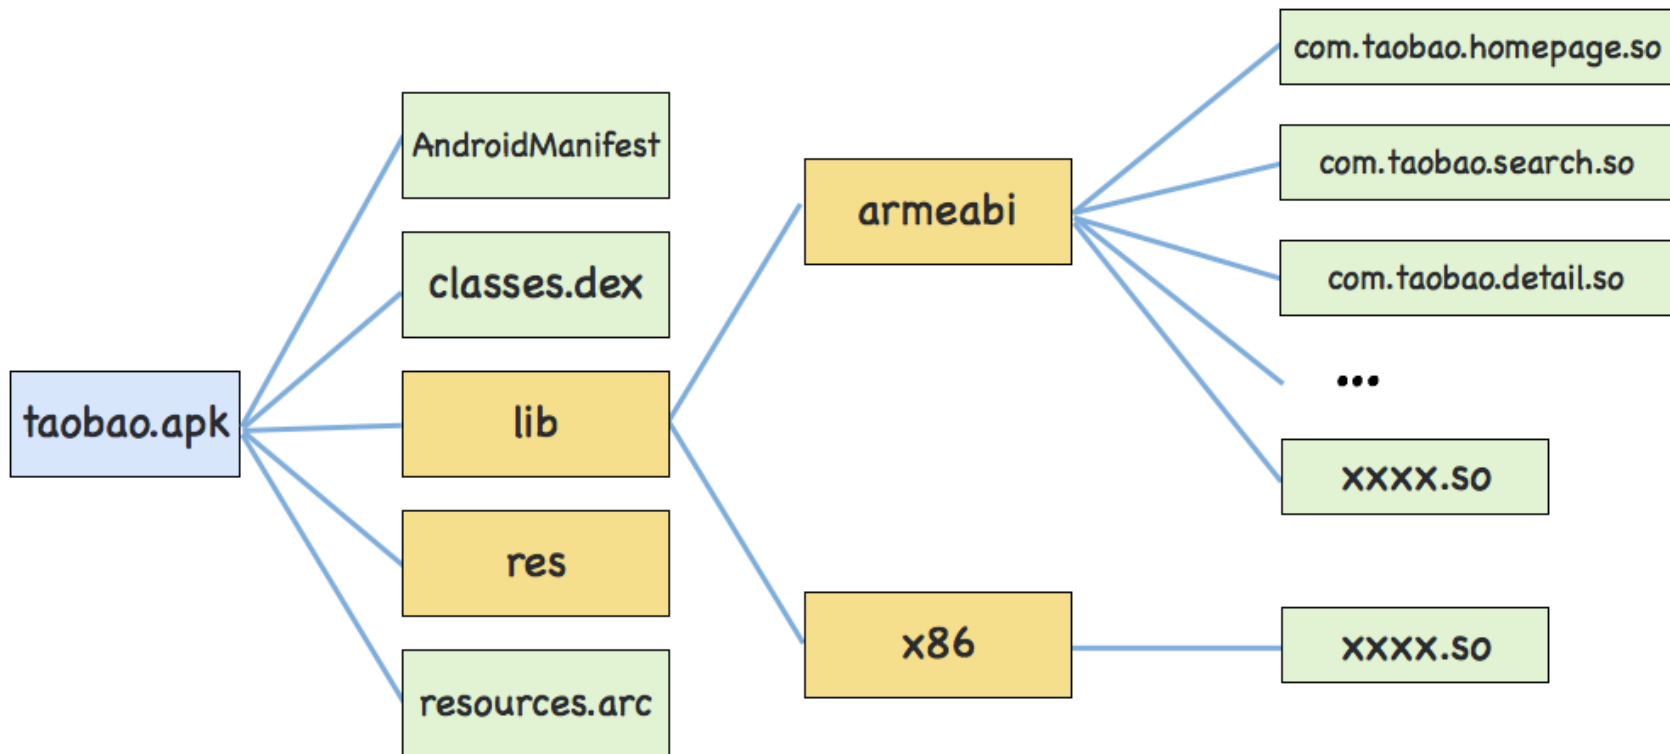 taobao.apk
AndroidManifest
classes.dex
lib
res
resources.arc
armeabi
x86
com.taobao.homepage.so
com.taobao.search.so
com.taobao.detail.so
...
xxxx.so
xxxx.so